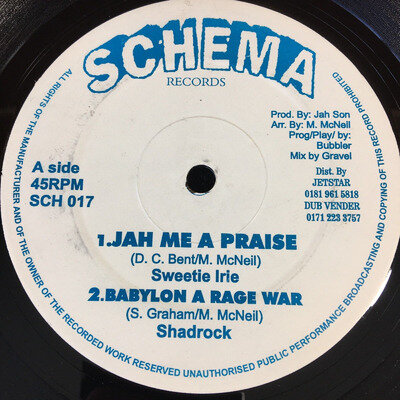 SCHEMA
RECORDS
Prod. By: Jah Son
Arr. By: M. McNeil
Prog/Play/ by:
Bubbler
Mix by Gravel
A side
45RPM
SCH 017
Dist. By
JETSTAR
0181 961 5818
DUB VENDER
0171 223 3757
1.JAH ME A PRAISE
(D. C. Bent/M. McNeil)
Sweetie Irie
2.BABYLON A RAGE WAR
(S. Graham/M. McNeil)
Shadrock
ALL RIGHTS OF THE MANUFACTURER AND OF THE OWNER OF THE RECORDED WORK RESERVED UNAUTHORISED PUBLIC PERFORMANCE BROADCASTING AND COPYING OF THIS RECORD PROHIBITED